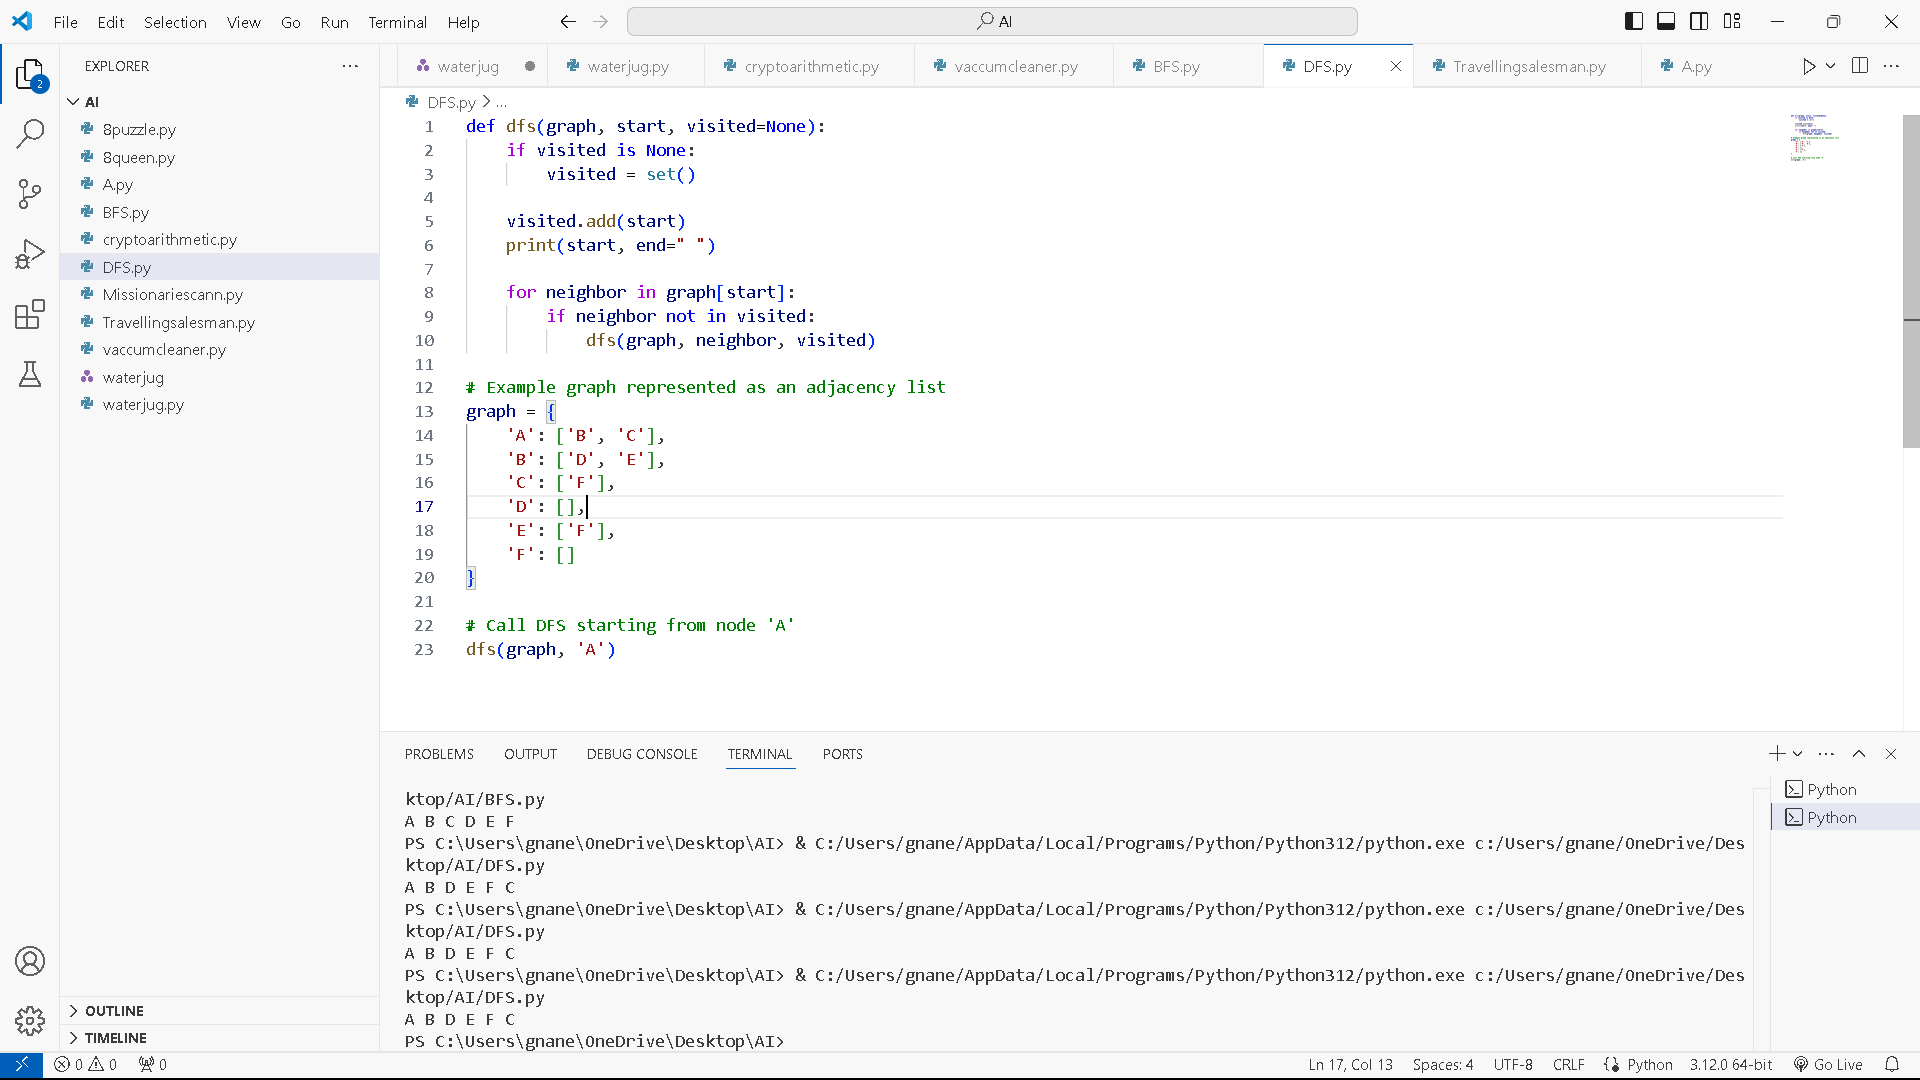 File Edit Selection View Go Run Terminal Help
AI
EXPLORER
2
AI
8puzzle.py
8queen.py
A.py
BFS.py
cryptoarithmetic.py
DFS.py
Missionariescann.py
Travellingsalesman.py
vaccumcleaner.py
waterjug
waterjug.py
OUTLINE
TIMELINE
waterjug waterjug.py cryptoarithmetic.py vaccumcleaner.py BFS.py DFS.py Travellingsalesman.py A.py
DFS.py > ...
1 def dfs(graph, start, visited=None):
2     if visited is None:
3         visited = set()
4
5     visited.add(start)
6     print(start, end=" ")
7
8     for neighbor in graph[start]:
9         if neighbor not in visited:
10             dfs(graph, neighbor, visited)
11
12 # Example graph represented as an adjacency list
13 graph = {
14     'A': ['B', 'C'],
15     'B': ['D', 'E'],
16     'C': ['F'],
17     'D': [],
18     'E': ['F'],
19     'F': []
20 }
21
22 # Call DFS starting from node 'A'
23 dfs(graph, 'A')
PROBLEMS OUTPUT DEBUG CONSOLE TERMINAL PORTS
ktop/AI/BFS.py
A B C D E F
PS C:\Users\gnane\OneDrive\Desktop\AI> & C:/Users/gnane/AppData/Local/Programs/Python/Python312/python.exe c:/Users/gnane/OneDrive/Des
ktop/AI/DFS.py
A B D E F C
PS C:\Users\gnane\OneDrive\Desktop\AI> & C:/Users/gnane/AppData/Local/Programs/Python/Python312/python.exe c:/Users/gnane/OneDrive/Des
ktop/AI/DFS.py
A B D E F C
PS C:\Users\gnane\OneDrive\Desktop\AI> & C:/Users/gnane/AppData/Local/Programs/Python/Python312/python.exe c:/Users/gnane/OneDrive/Des
ktop/AI/DFS.py
A B D E F C
PS C:\Users\gnane\OneDrive\Desktop\AI>
Python
Python
0 0 0 Ln 17, Col 13 Spaces: 4 UTF-8 CRLF Python 3.12.0 64-bit Go Live